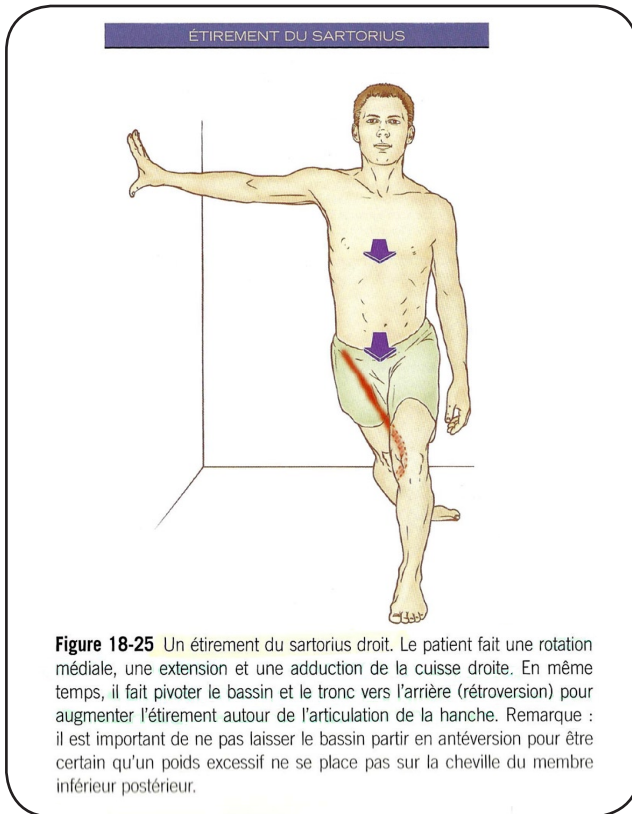 ÉTIREMENT DU SARTORIUS
Figure 18-25 Un étirement du sartorius droit. Le patient fait une rotation
médiale, une extension et une adduction de la cuisse droite. En même
temps, il fait pivoter le bassin et le tronc vers l'arrière (rétroversion) pour
augmenter l'étirement autour de l'articulation de la hanche. Remarque :
il est important de ne pas laisser le bassin partir en antéversion pour être
certain qu'un poids excessif ne se place pas sur la cheville du membre
inférieur postérieur.